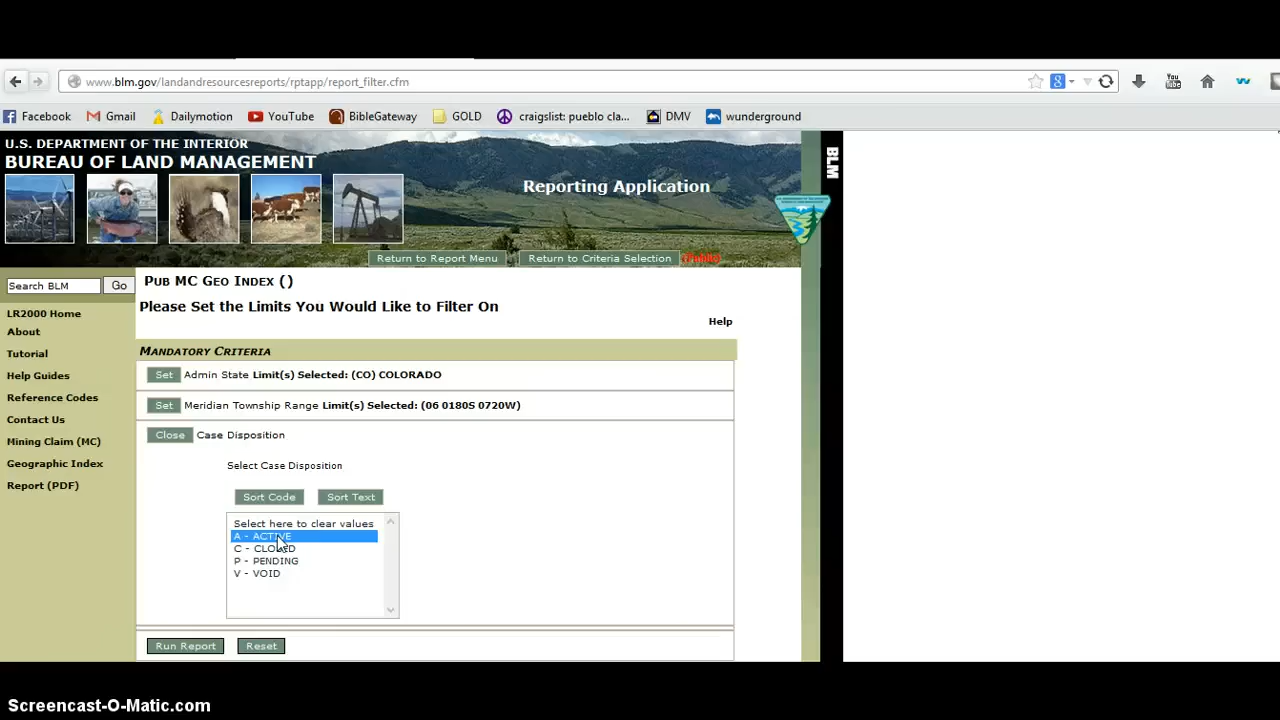 www.blm.gov/landandresourcesreports/rptapp/report_filter.cfm
8
You Tube
Facebook
Gmail
Dailymotion
YouTube
BibleGateway
GOLD
craigslist: pueblo cla...
DMV
wunderground
U.S. DEPARTMENT OF THE INTERIOR
BUREAU OF LAND MANAGEMENT
Reporting Application
BLM
Return to Report Menu
Return to Criteria Selection
(Public)
Search BLM
Go
LR2000 Home
About
Tutorial
Help Guides
Reference Codes
Contact Us
Mining Claim (MC)
Geographic Index
Report (PDF)
PUB MC GEO INDEX ()
Please Set the Limits You Would Like to Filter On
Help
MANDATORY CRITERIA
Set Admin State Limit(s) Selected: (CO) COLORADO
Set Meridian Township Range Limit(s) Selected: (06 0180S 0720W)
Close Case Disposition
Select Case Disposition
Sort Code
Sort Text
Select here to clear values
A - ACTIVE
C - CLOSED
P - PENDING
V - VOID
Run Report
Reset
Screencast-O-Matic.com